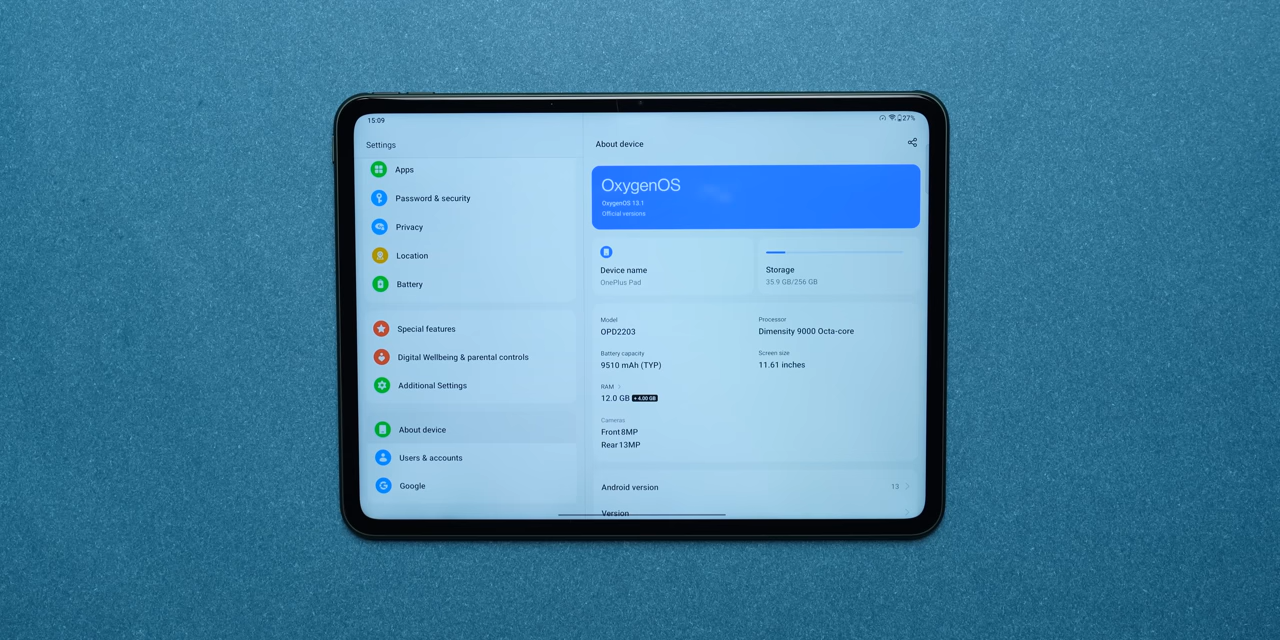 15:09
27%
Settings
Apps
Password & security
Privacy
Location
Battery
Special features
Digital Wellbeing & parental controls
Additional Settings
About device
Users & accounts
Google
About device
OxygenOS
OxygenOS 13.1
Official versions
Device name
OnePlus Pad
Storage
35.9 GB/256 GB
Model
OPD2203
Processor
Dimensity 9000 Octa-core
Battery capacity
9510 mAh (TYP)
Screen size
11.61 inches
RAM
12.0 GB +4.00 GB
Cameras
Front 8MP
Rear 13MP
Android version
13
Version